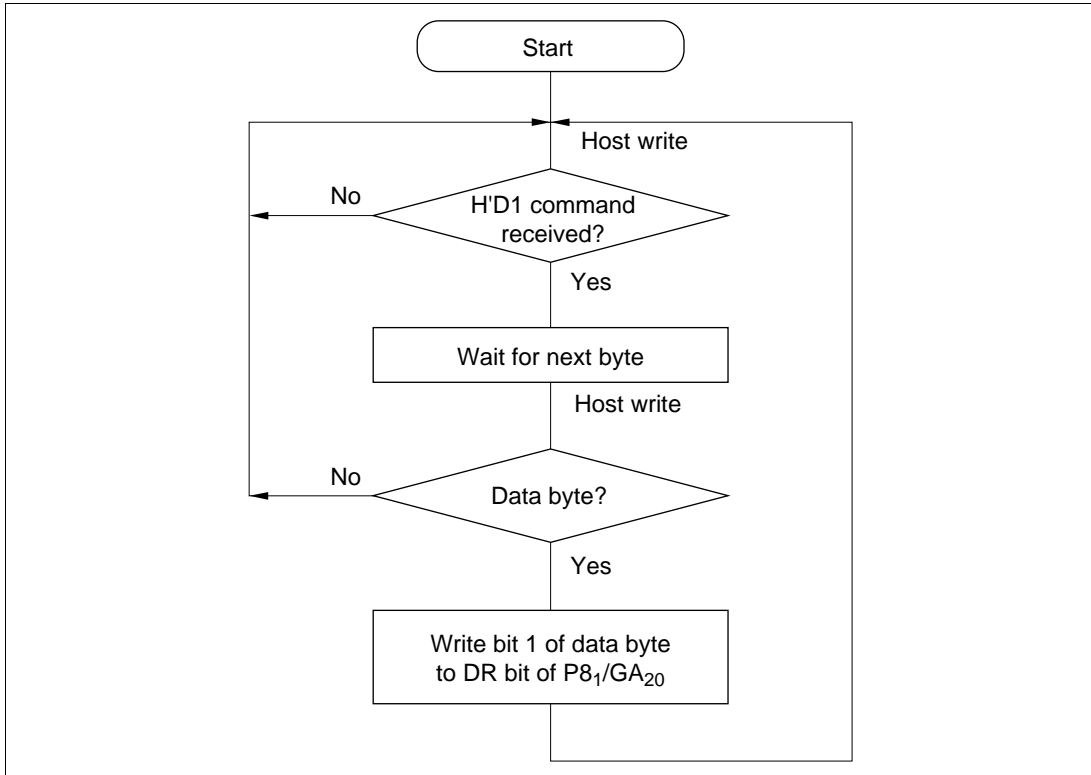 Start
Host write
No
H'D1 command
received?
Yes
Wait for next byte
Host write
No
Data byte?
Yes
Write bit 1 of data byte
to DR bit of P8₁/GA₂₀